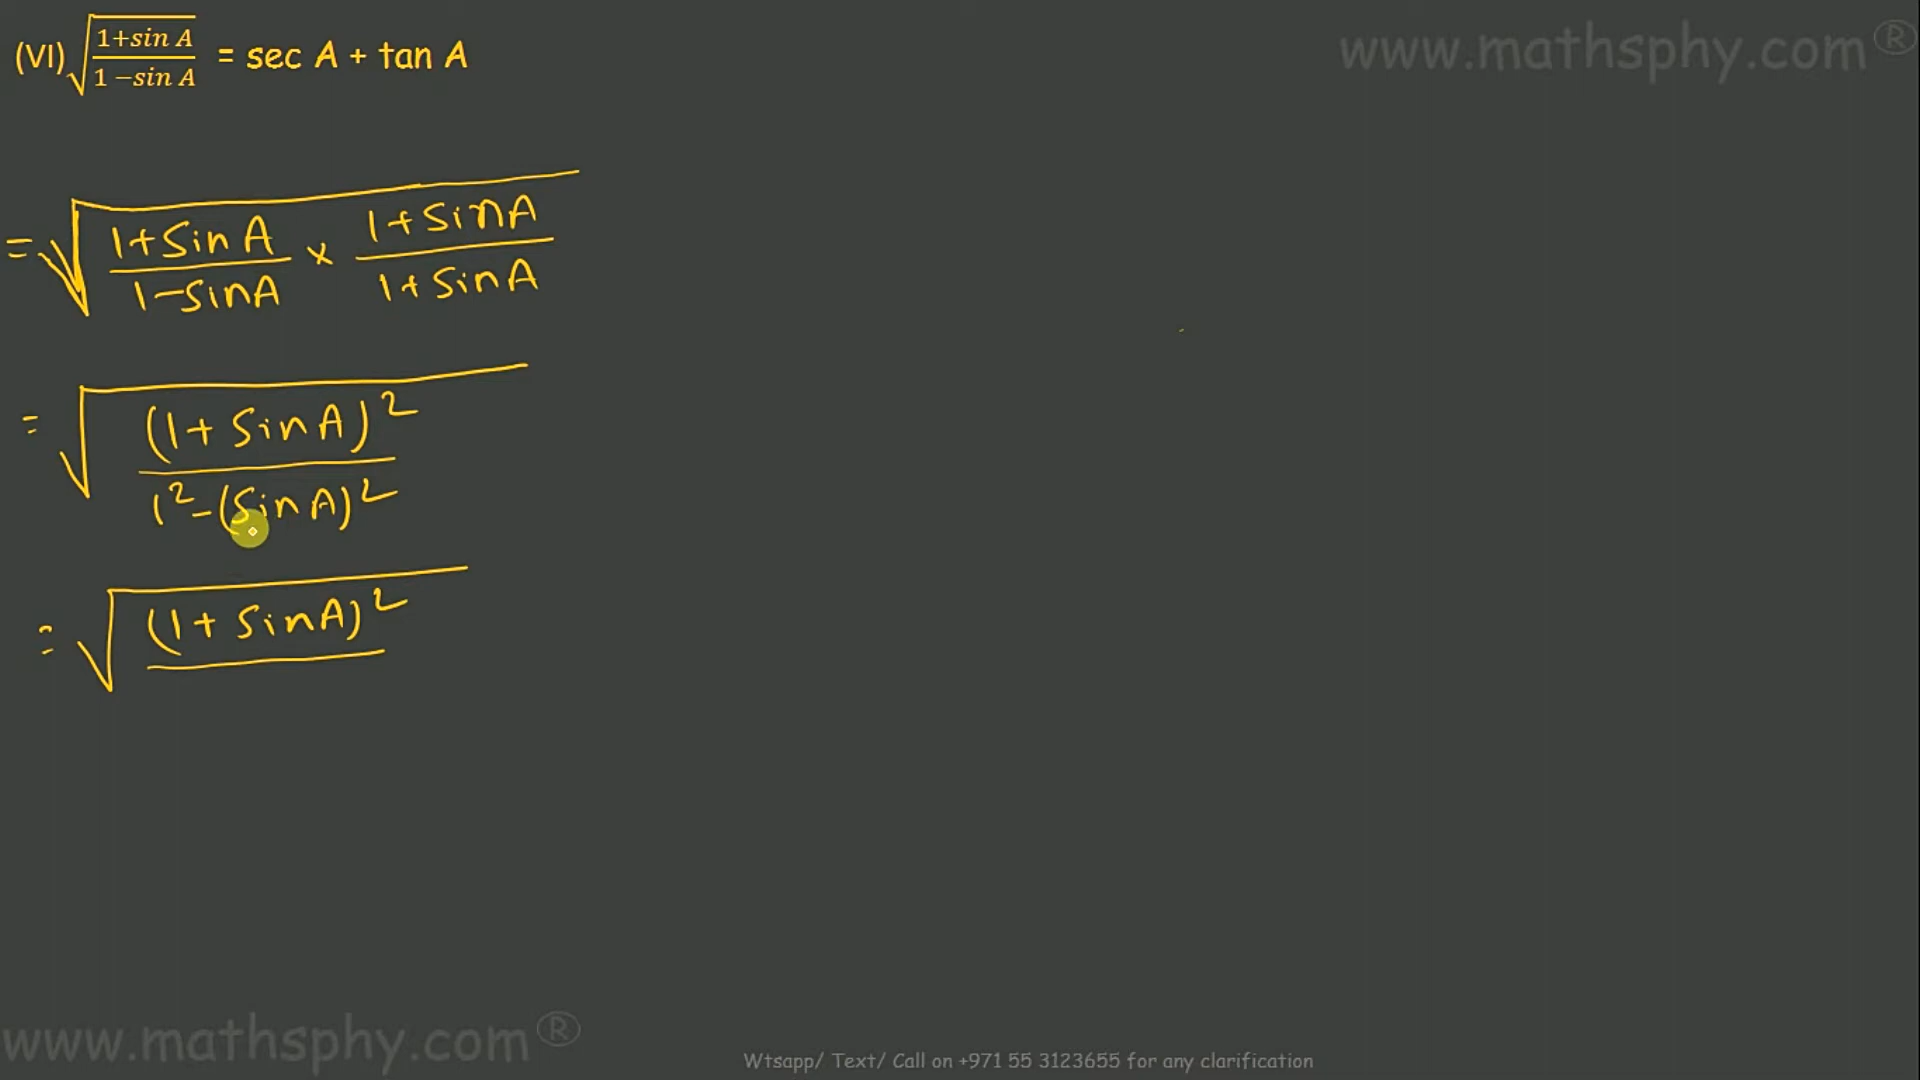 (VI) √((1+sin A)/(1−sin A)) = sec A + tan A
www.mathsphy.com®
= √((1+SinA)/(1-SinA) × (1+SinA)/(1+SinA))
= √((1+SinA)²/(1²-(SinA)²))
= √((1+SinA)²
www.mathsphy.com®
Wtsapp/ Text/ Call on +971 55 3123655 for any clarification